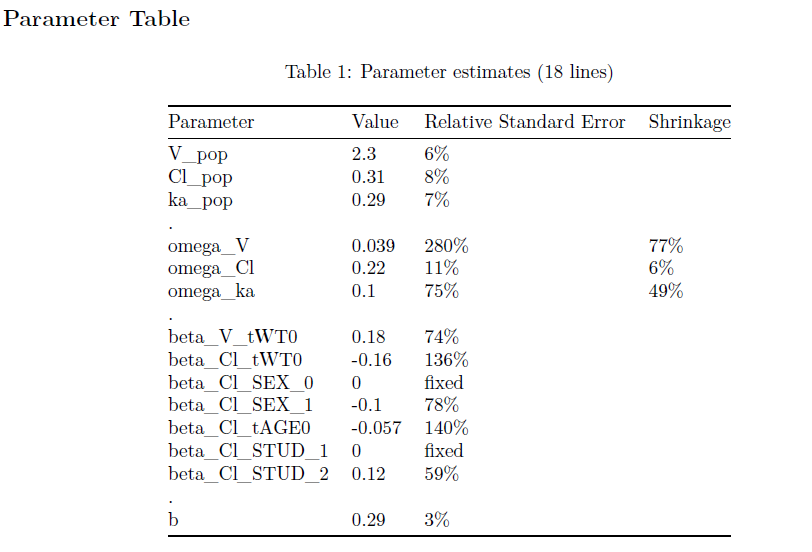 Parameter Table
Table 1: Parameter estimates (18 lines)
Parameter Value Relative Standard Error Shrinkage
V_pop 2.3 6%
Cl_pop 0.31 8%
ka_pop 0.29 7%
.
omega_V 0.039 280% 77%
omega_Cl 0.22 11% 6%
omega_ka 0.1 75% 49%
.
beta_V_tWT0 0.18 74%
beta_Cl_tWT0 -0.16 136%
beta_Cl_SEX_0 0 fixed
beta_Cl_SEX_1 -0.1 78%
beta_Cl_tAGE0 -0.057 140%
beta_Cl_STUD_1 0 fixed
beta_Cl_STUD_2 0.12 59%
.
b 0.29 3%